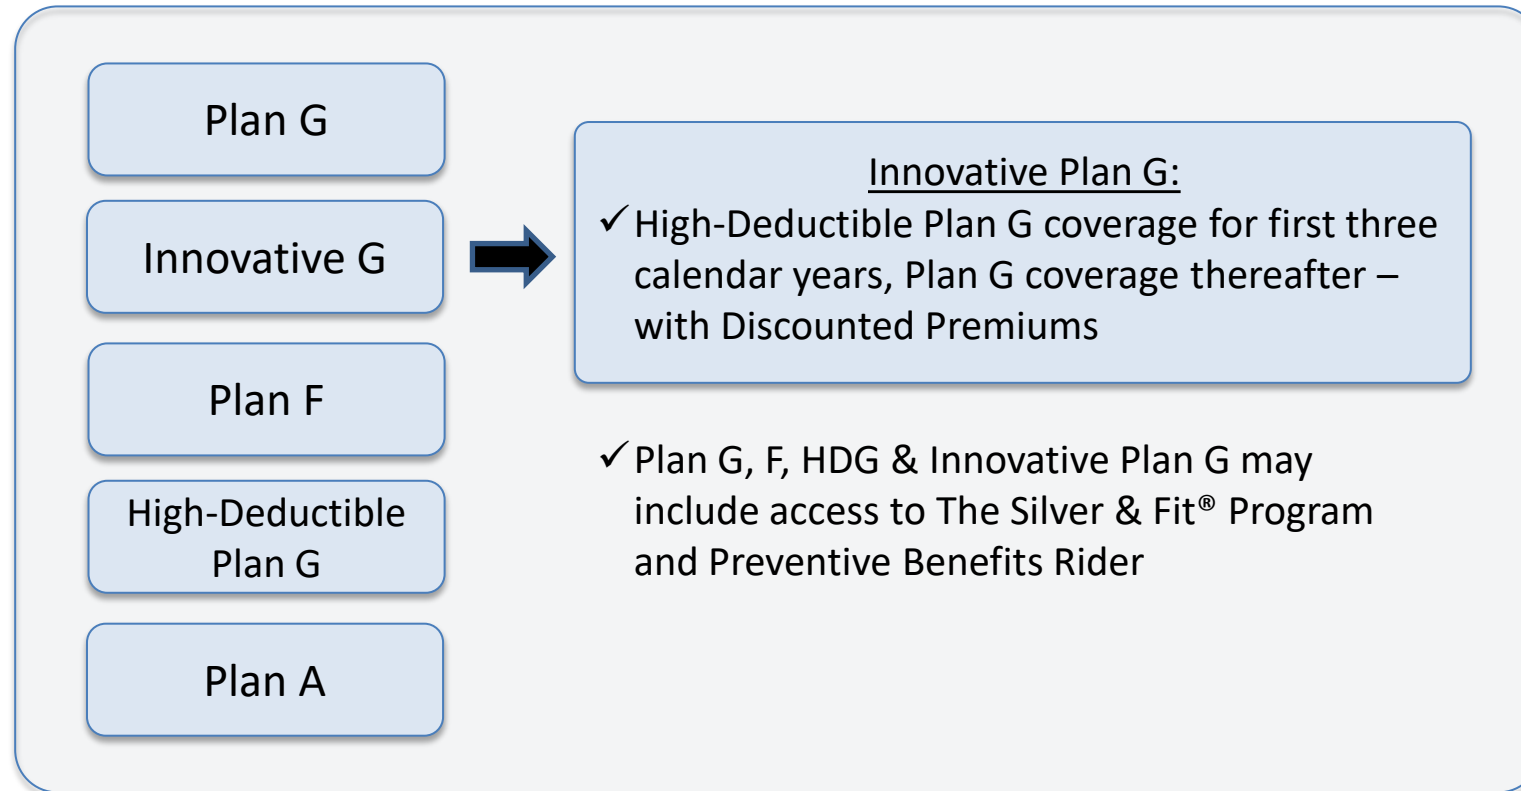 Plan G
Innovative G
Plan F
High-Deductible
Plan G
Plan A
Innovative Plan G:
✓ High-Deductible Plan G coverage for first three
calendar years, Plan G coverage thereafter –
with Discounted Premiums
✓ Plan G, F, HDG & Innovative Plan G may
include access to The Silver & Fit® Program
and Preventive Benefits Rider